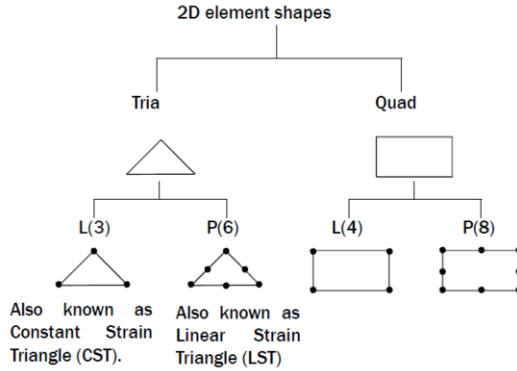 2D element shapes
Tria
Quad
L(3)
P(6)
L(4)
P(8)
Also known as
Constant Strain
Triangle (CST).
Also known as
Linear Strain
Triangle (LST)